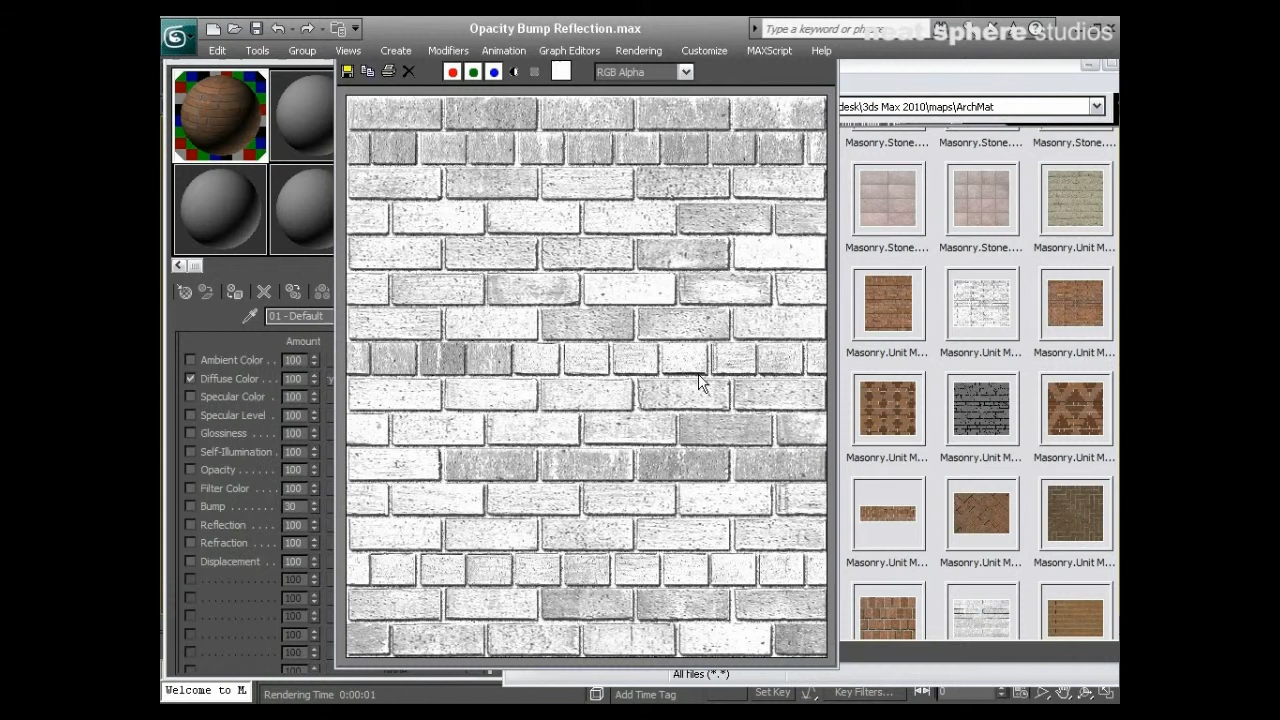 Opacity Bump Reflection.max
Type a keyword or phrase
sphere studios
Edit Tools Group Views Create Modifiers Animation Graph Editors Rendering Customize MAXScript Help
RGB Alpha
desk\3ds Max 2010\maps\ArchMat
Masonry.Stone.... Masonry.Stone.... Masonry.Stone....
Masonry.Stone.... Masonry.Stone.... Masonry.Unit M...
01 - Default
Amount
Ambient Color . . 100
Masonry.Unit M... Masonry.Unit M... Masonry.Unit M...
Diffuse Color . . . 100
Specular Color . . 100
Specular Level . 100
Glossiness . . . . 100
Self-Illumination . 100
Masonry.Unit M... Masonry.Unit M... Masonry.Unit M...
Opacity . . . . . 100
Filter Color . . . . 100
Bump . . . . . . . 30
Reflection . . . . 100
Refraction . . . . 100
Displacement . . 100
Masonry.Unit M... Masonry.Unit M... Masonry.Unit M...
. . . . . . . . . . . 100
. . . . . . . . . . . 100
. . . . . . . . . . . 100
. . . . . . . . . . . 100
. . . . . . . . . . . 100
. . . . . . . . . . . 100
All files (*.*)
Welcome to M
Rendering Time 0:00:01
Add Time Tag
Set Key
Key Filters...
0